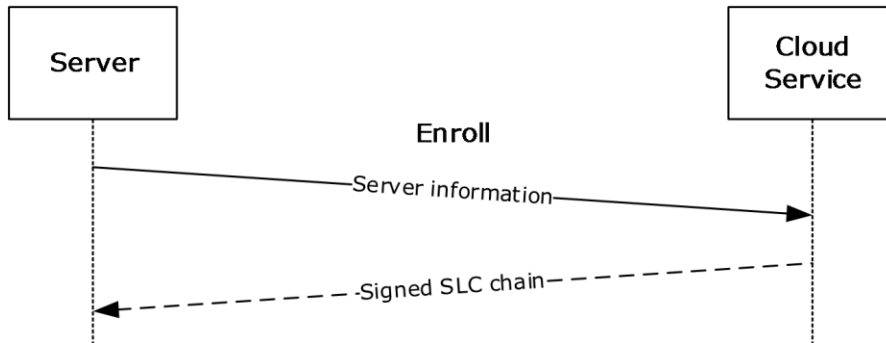 Server
Cloud
Service
Enroll
Server information
Signed SLC chain